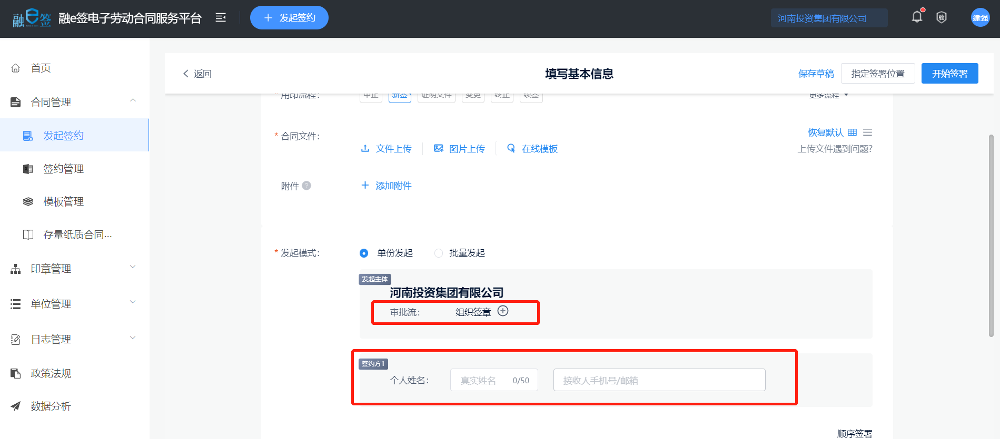 融e签 融e签电子劳动合同服务平台 + 发起签约 河南投资集团有限公司 验 建强
首页
合同管理
发起签约
签约管理
模板管理
存量纸质合同...
印章管理
单位管理
日志管理
政策法规
数据分析
返回 填写基本信息 保存草稿 指定签署位置 开始签署
* 用印流程： 中止 新签 证明文件 变更 终止 续签 更多流程
* 合同文件： 恢复默认
文件上传 图片上传 在线模板 上传文件遇到问题?
附件 ? + 添加附件
* 发起模式： 单份发起 批量发起
发起主体
河南投资集团有限公司
审批流： 组织签章
签约方1
个人姓名： 真实姓名 0/50 接收人手机号/邮箱
顺序签署